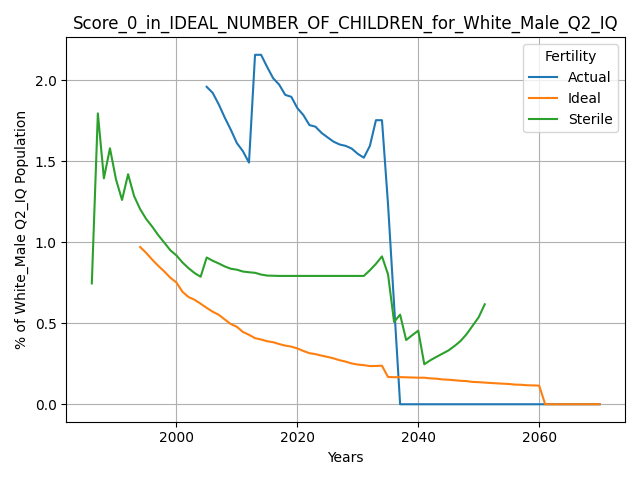 Score_0_in_IDEAL_NUMBER_OF_CHILDREN_for_White_Male_Q2_IQ
Fertility
Actual
Ideal
Sterile
% of White_Male Q2_IQ Population
2.0
1.5
1.0
0.5
0.0
2000
2020
2040
2060
Years